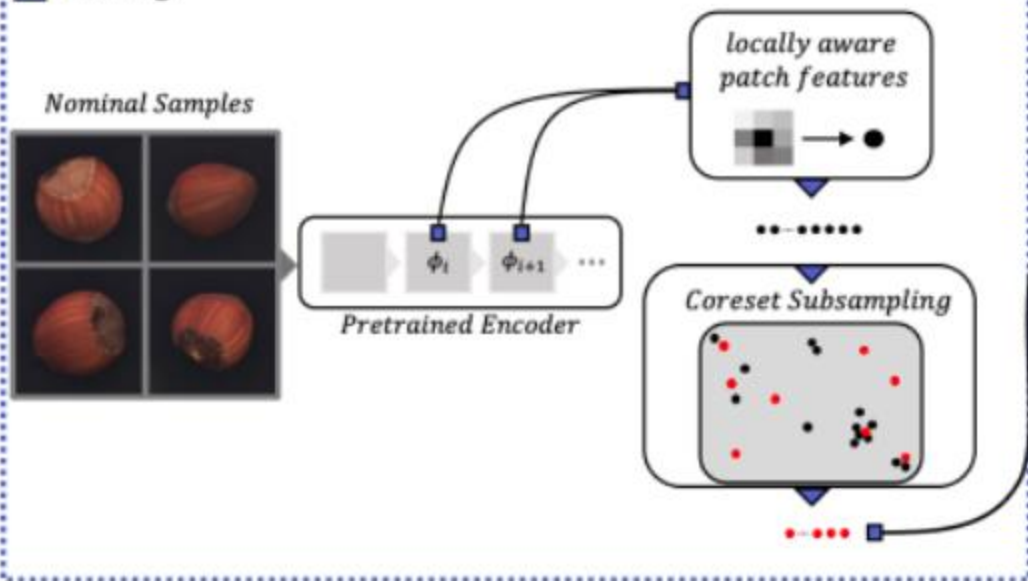 locally aware
patch features
Nominal Samples
ϕᵢ
ϕᵢ₊₁
...
Pretrained Encoder
Coreset Subsampling